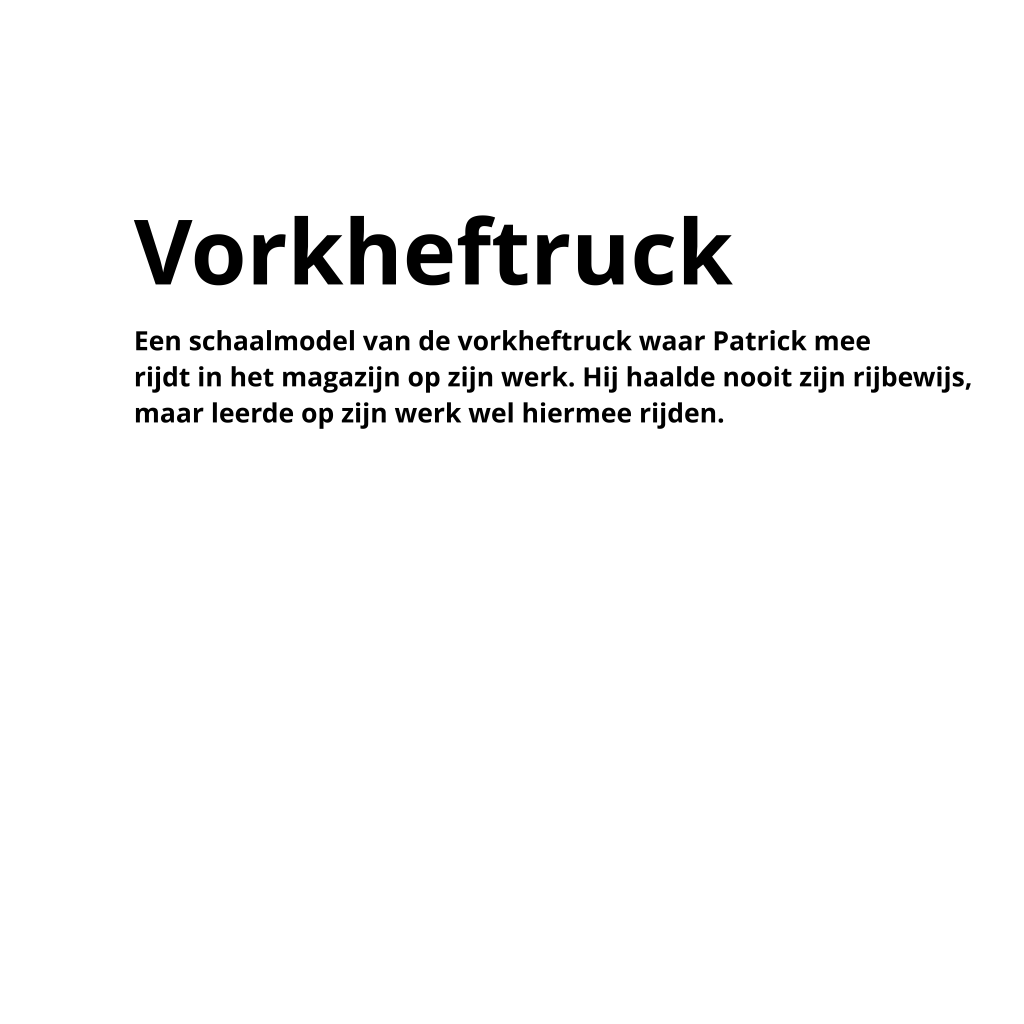 Vorkheftruck
Een schaalmodel van de vorkheftruck waar Patrick mee
rijdt in het magazijn op zijn werk. Hij haalde nooit zijn rijbewijs,
maar leerde op zijn werk wel hiermee rijden.